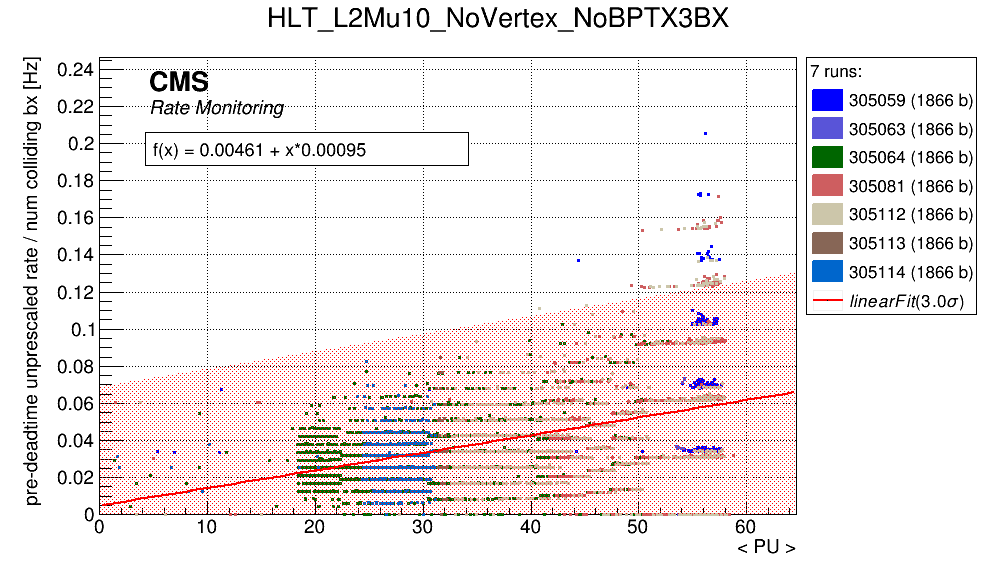 HLT_L2Mu10_NoVertex_NoBPTX3BX
pre-deadtime unprescaled rate / num colliding bx [Hz]
0.24
0.22
0.2
0.18
0.16
0.14
0.12
0.1
0.08
0.06
0.04
0.02
0
CMS
Rate Monitoring
f(x) = 0.00461 + x*0.00095
0 10 20 30 40 50 60
< PU >
7 runs:
305059 (1866 b)
305063 (1866 b)
305064 (1866 b)
305081 (1866 b)
305112 (1866 b)
305113 (1866 b)
305114 (1866 b)
linearFit(3.0σ)